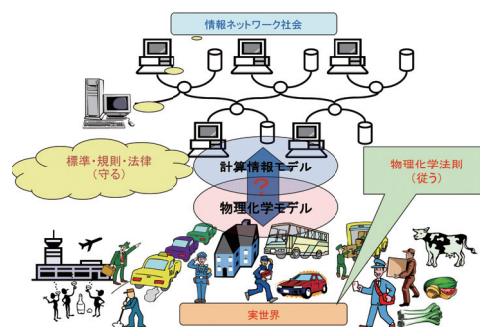 情報ネットワーク社会
標準・規則・法律
(守る)
計算情報モデル
?
物理化学モデル
物理化学法則
(従う)
実世界